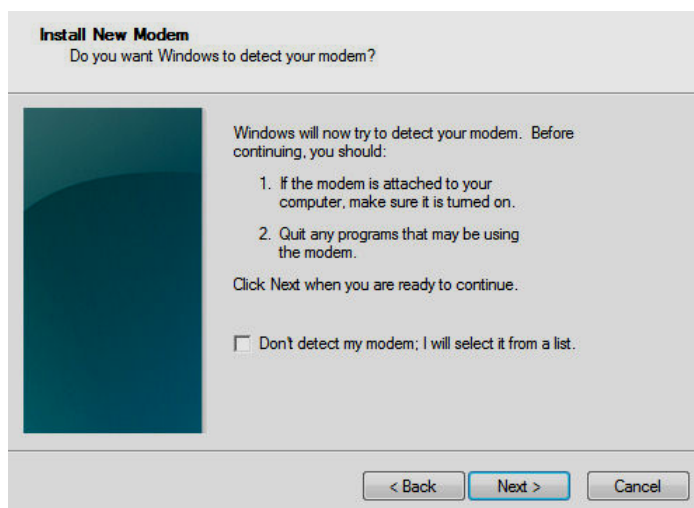 Install New Modem
Do you want Windows to detect your modem?
Windows will now try to detect your modem. Before
continuing, you should:
1. If the modem is attached to your
computer, make sure it is turned on.
2. Quit any programs that may be using
the modem.
Click Next when you are ready to continue.
Don't detect my modem; I will select it from a list.
< Back Next > Cancel